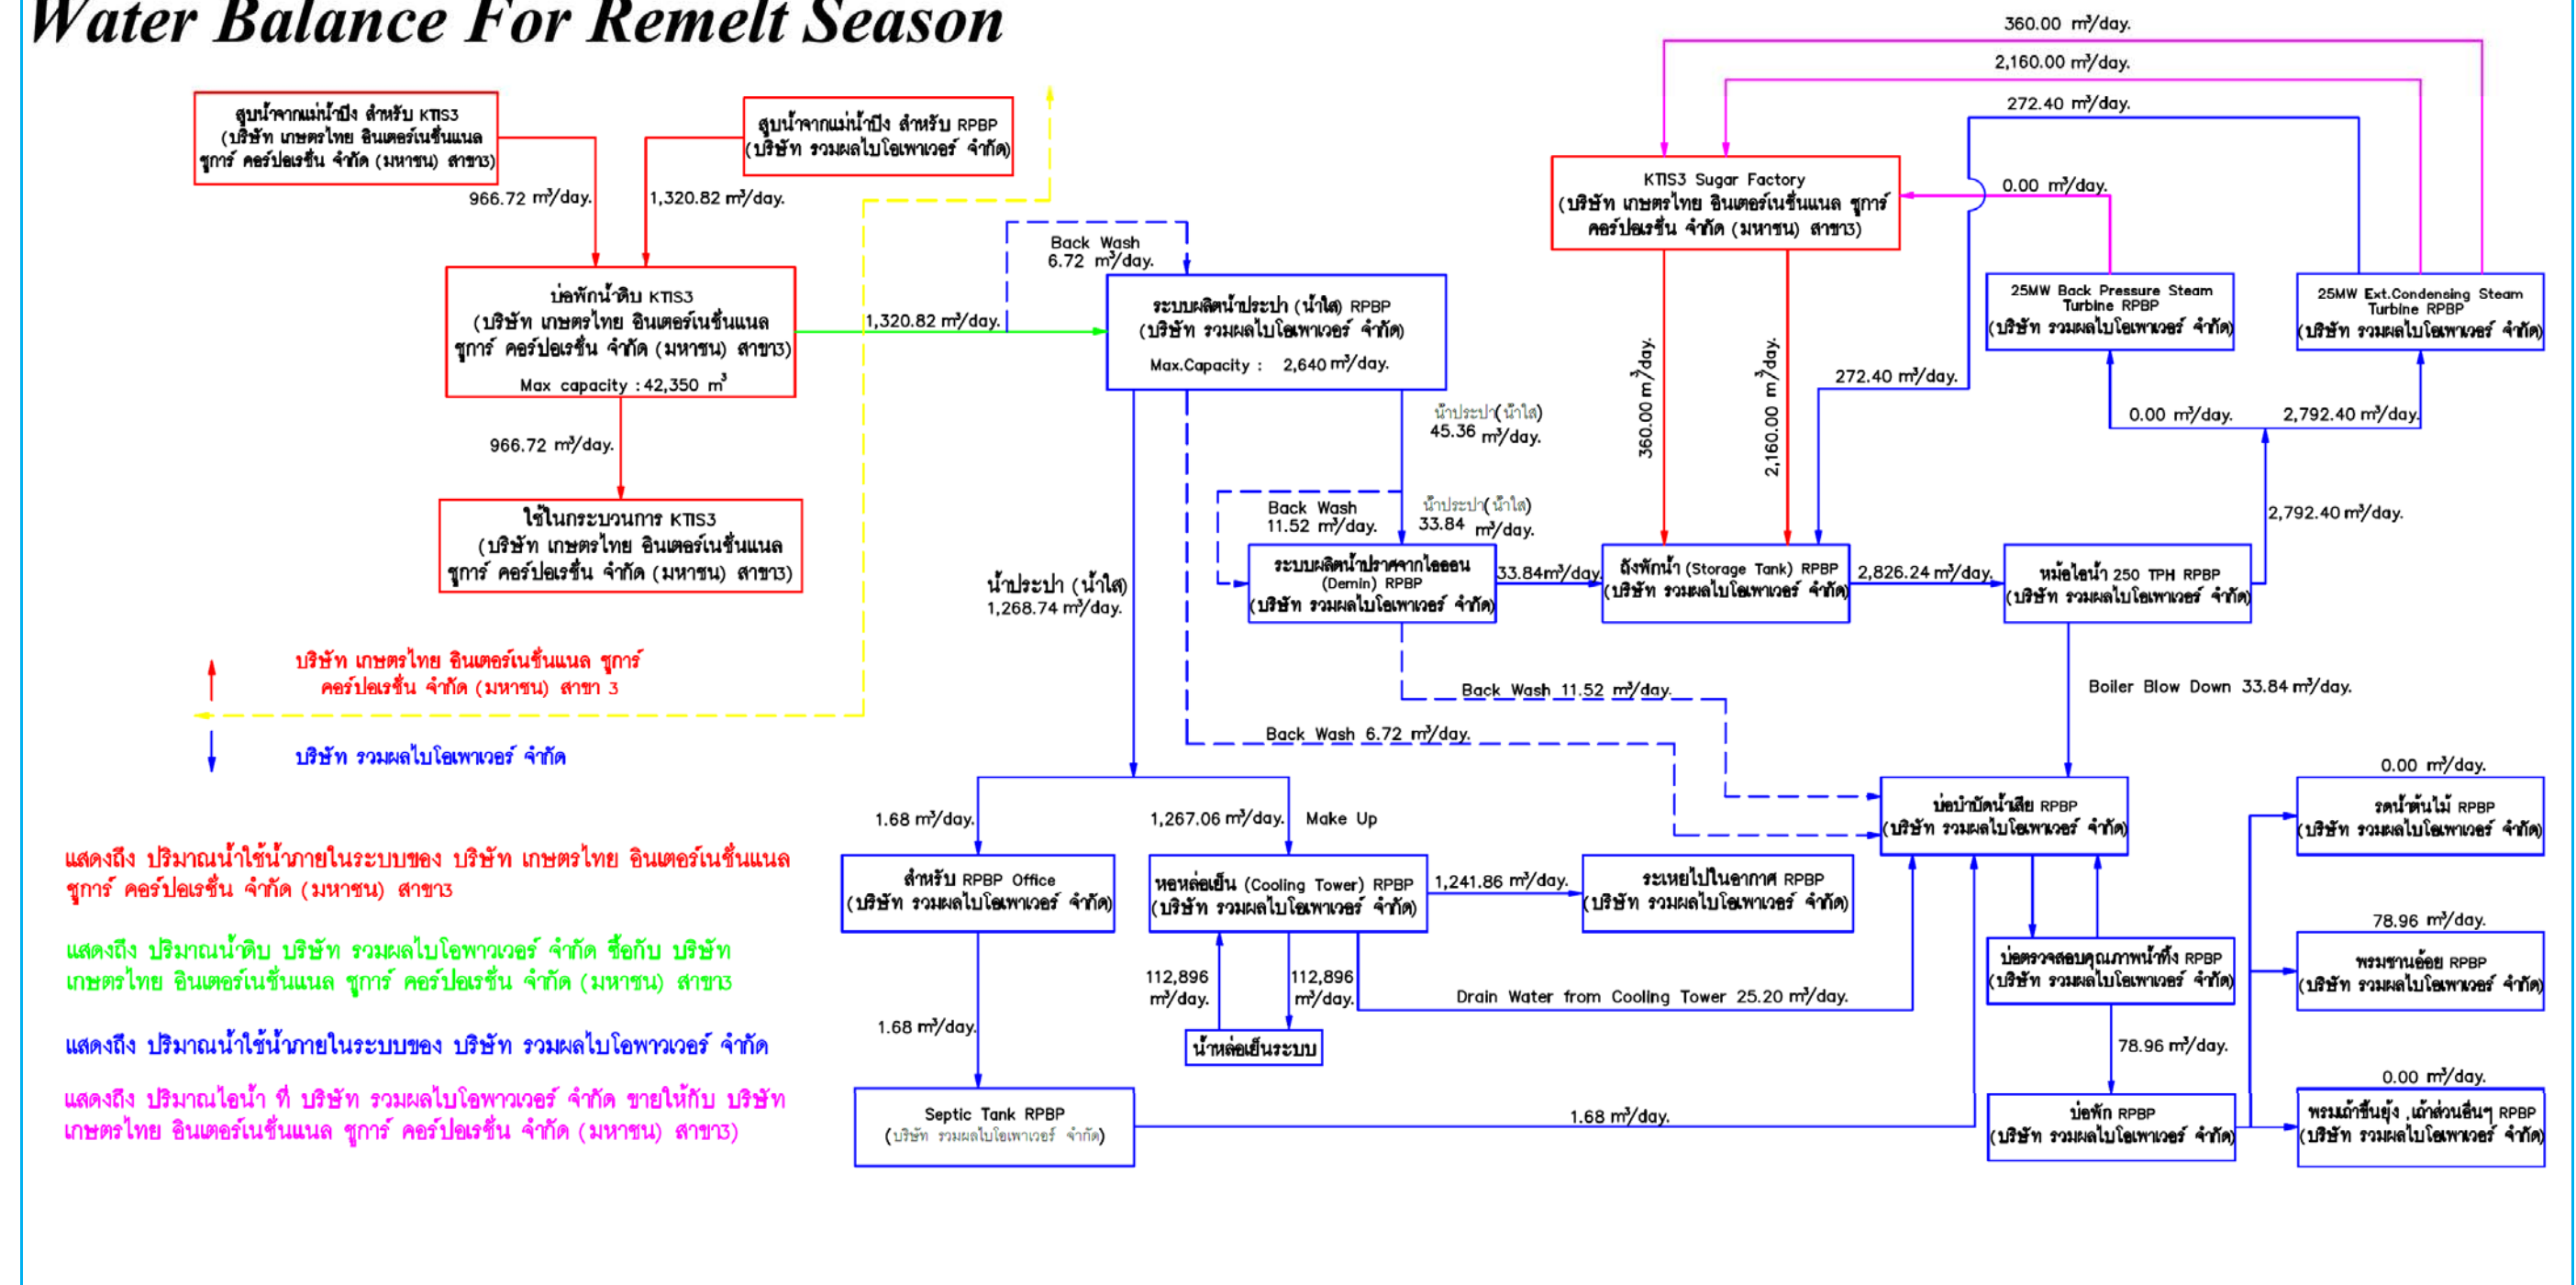 Water Balance For Remelt Season
สูบน้ำจากแม่น้ำปิง สำหรับ KTIS3
(บริษัท เกษตรไทย อินเตอร์เนชั่นแนล
ชูการ์ คอร์ปอเรชั่น จำกัด (มหาชน) สาขา3)
สูบน้ำจากแม่น้ำปิง สำหรับ RPBP
(บริษัท รวมผลไบโอเพาเวอร์ จำกัด)
966.72 m³/day.
1,320.82 m³/day.
บ่อพักน้ำดิบ KTIS3
(บริษัท เกษตรไทย อินเตอร์เนชั่นแนล
ชูการ์ คอร์ปอเรชั่น จำกัด (มหาชน) สาขา3)
Max capacity : 42,350 m³
966.72 m³/day.
ใช้ในกระบวนการ KTIS3
(บริษัท เกษตรไทย อินเตอร์เนชั่นแนล
ชูการ์ คอร์ปอเรชั่น จำกัด (มหาชน) สาขา3)
1,320.82 m³/day.
Back Wash
6.72 m³/day.
ระบบผลิตน้ำประปา (น้ำใส) RPBP
(บริษัท รวมผลไบโอเพาเวอร์ จำกัด)
Max.Capacity : 2,640 m³/day.
น้ำประปา(น้ำใส)
45.36 m³/day.
Back Wash
11.52 m³/day.
น้ำประปา(น้ำใส)
33.84 m³/day.
ระบบผลิตน้ำปราศจากไอออน
(Demin) RPBP
(บริษัท รวมผลไบโอเพาเวอร์ จำกัด)
33.84m³/day.
ถังพักน้ำ (Storage Tank) RPBP
(บริษัท รวมผลไบโอเพาเวอร์ จำกัด)
2,826.24 m³/day.
หม้อไอน้ำ 250 TPH RPBP
(บริษัท รวมผลไบโอเพาเวอร์ จำกัด)
360.00 m³/day.
2,160.00 m³/day.
272.40 m³/day.
0.00 m³/day.
KTIS3 Sugar Factory
(บริษัท เกษตรไทย อินเตอร์เนชั่นแนล ชูการ์
คอร์ปอเรชั่น จำกัด (มหาชน) สาขา3)
25MW Back Pressure Steam
Turbine RPBP
(บริษัท รวมผลไบโอเพาเวอร์ จำกัด)
25MW Ext.Condensing Steam
Turbine RPBP
(บริษัท รวมผลไบโอเพาเวอร์ จำกัด)
360.00 m³/day.
2,160.00 m³/day.
272.40 m³/day.
0.00 m³/day.
2,792.40 m³/day.
2,792.40 m³/day.
น้ำประปา (น้ำใส)
1,268.74 m³/day.
Back Wash 11.52 m³/day.
Back Wash 6.72 m³/day.
Boiler Blow Down 33.84 m³/day.
บริษัท เกษตรไทย อินเตอร์เนชั่นแนล ชูการ์
คอร์ปอเรชั่น จำกัด (มหาชน) สาขา 3
บริษัท รวมผลไบโอเพาเวอร์ จำกัด
แสดงถึง ปริมาณน้ำใช้น้ำภายในระบบของ บริษัท เกษตรไทย อินเตอร์เนชั่นแนล
ชูการ์ คอร์ปอเรชั่น จำกัด (มหาชน) สาขา3
แสดงถึง ปริมาณน้ำดิบ บริษัท รวมผลไบโอพาวเวอร์ จำกัด ซื้อกับ บริษัท
เกษตรไทย อินเตอร์เนชั่นแนล ชูการ์ คอร์ปอเรชั่น จำกัด (มหาชน) สาขา3
แสดงถึง ปริมาณน้ำใช้น้ำภายในระบบของ บริษัท รวมผลไบโอพาวเวอร์ จำกัด
แสดงถึง ปริมาณไอน้ำ ที่ บริษัท รวมผลไบโอพาวเวอร์ จำกัด ขายให้กับ บริษัท
เกษตรไทย อินเตอร์เนชั่นแนล ชูการ์ คอร์ปอเรชั่น จำกัด (มหาชน) สาขา3)
1.68 m³/day.
1,267.06 m³/day. Make Up
สำหรับ RPBP Office
(บริษัท รวมผลไบโอเพาเวอร์ จำกัด)
หอหล่อเย็น (Cooling Tower) RPBP
(บริษัท รวมผลไบโอเพาเวอร์ จำกัด)
1,241.86 m³/day.
ระเหยไปในอากาศ RPBP
(บริษัท รวมผลไบโอเพาเวอร์ จำกัด)
112,896
m³/day.
112,896
m³/day.
น้ำหล่อเย็นระบบ
Drain Water from Cooling Tower 25.20 m³/day.
1.68 m³/day.
Septic Tank RPBP
(บริษัท รวมผลไบโอเพาเวอร์ จำกัด)
1.68 m³/day.
บ่อบำบัดน้ำเสีย RPBP
(บริษัท รวมผลไบโอเพาเวอร์ จำกัด)
บ่อตรวจสอบคุณภาพน้ำทิ้ง RPBP
(บริษัท รวมผลไบโอเพาเวอร์ จำกัด)
78.96 m³/day.
บ่อพัก RPBP
(บริษัท รวมผลไบโอเพาเวอร์ จำกัด)
0.00 m³/day.
รดน้ำต้นไม้ RPBP
(บริษัท รวมผลไบโอเพาเวอร์ จำกัด)
78.96 m³/day.
พรมชานอ้อย RPBP
(บริษัท รวมผลไบโอเพาเวอร์ จำกัด)
0.00 m³/day.
พรมเถ้าขึ้นยุ้ง ,เถ้าส่วนอื่นๆ RPBP
(บริษัท รวมผลไบโอเพาเวอร์ จำกัด)